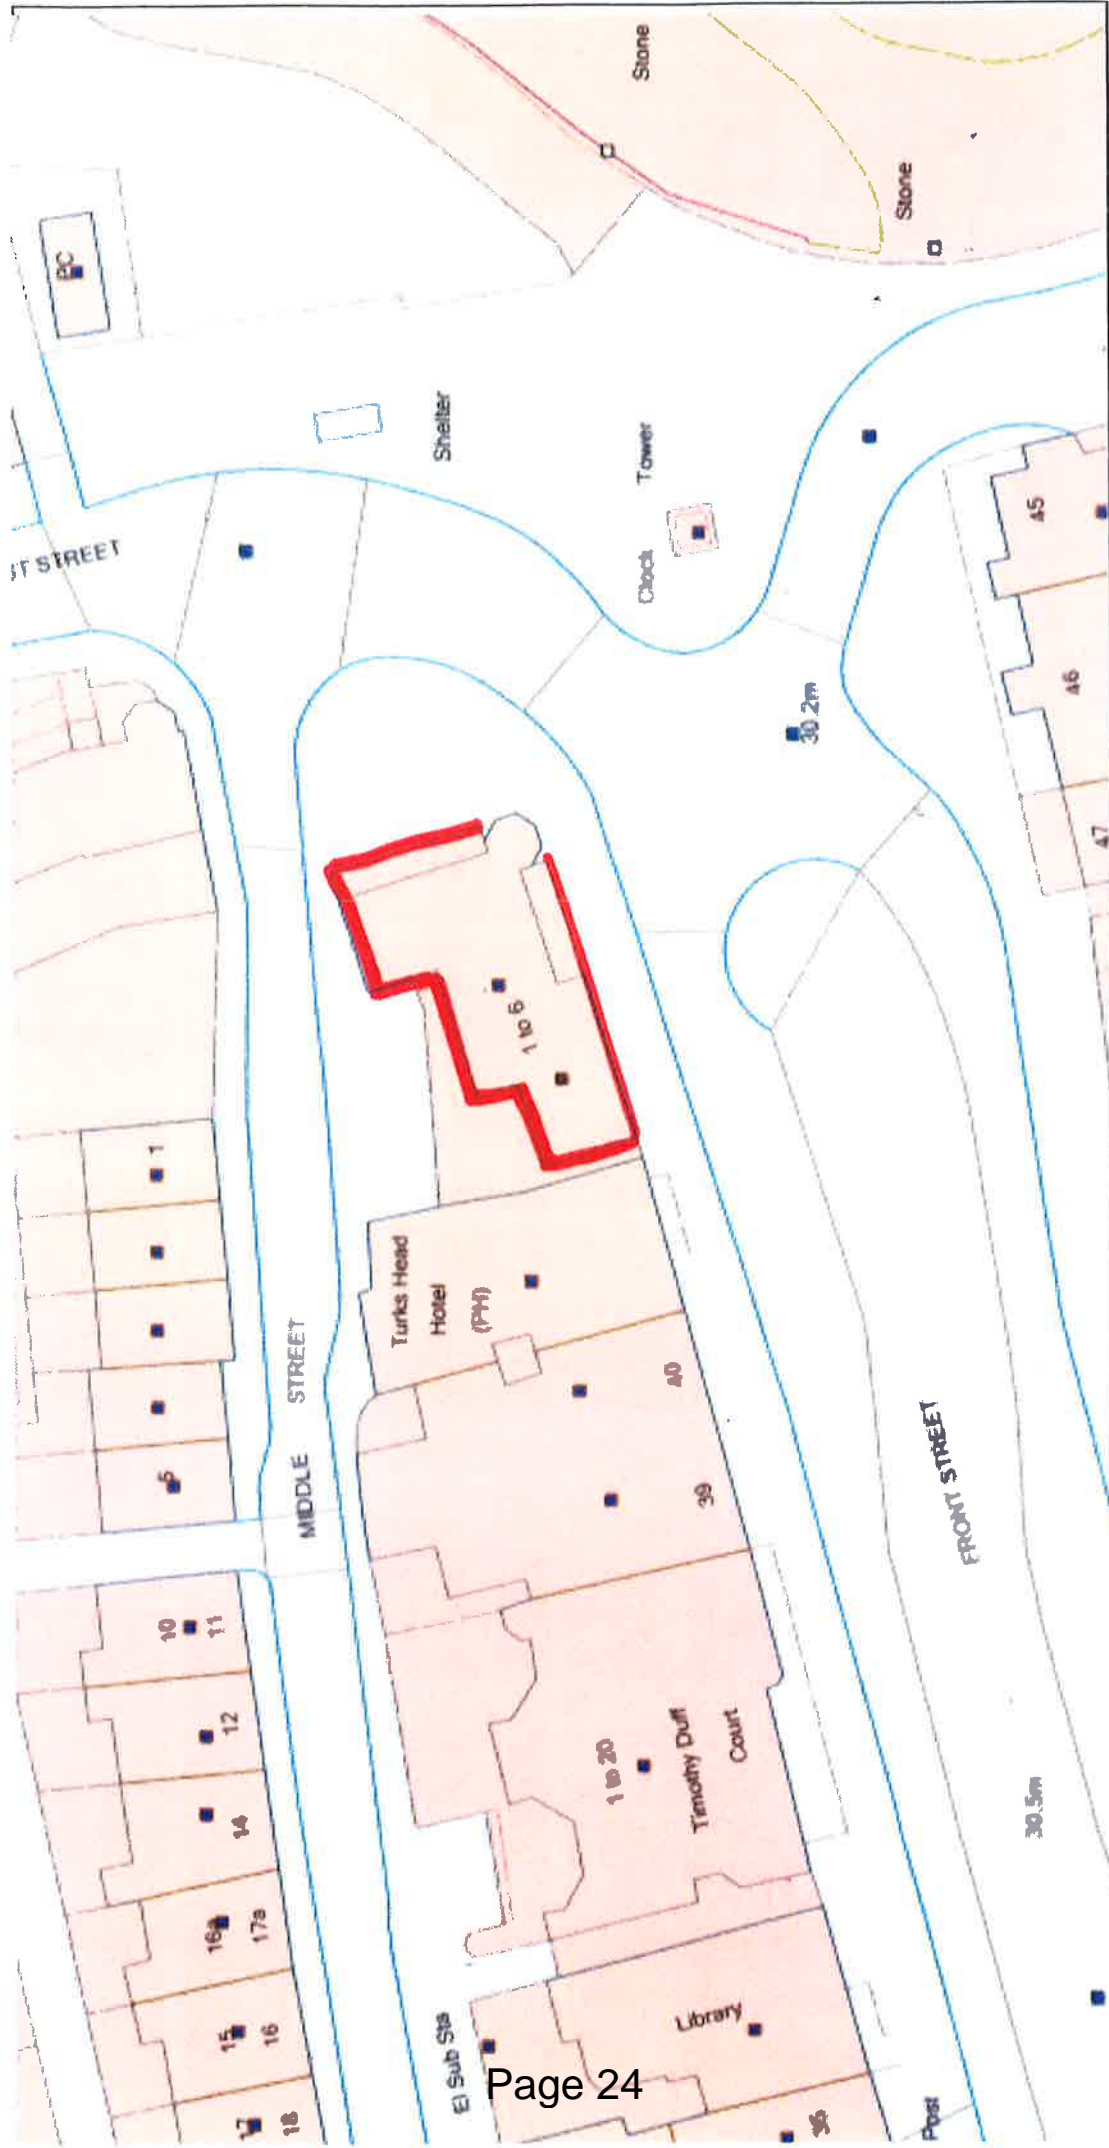 Stone
Stone
PC
Shelter
Clock Tower
STREET
45
46
47
30.2m
1 to 6
1
5
MIDDLE STREET
Turks Head
Hotel
(PH)
40
39
FRONT STREET
10
11
12
14
16a
17a
15
16
17
18
1 to 20
Timothy Duff
Court
30.5m
El Sub Sta
Library
Post
Page 24